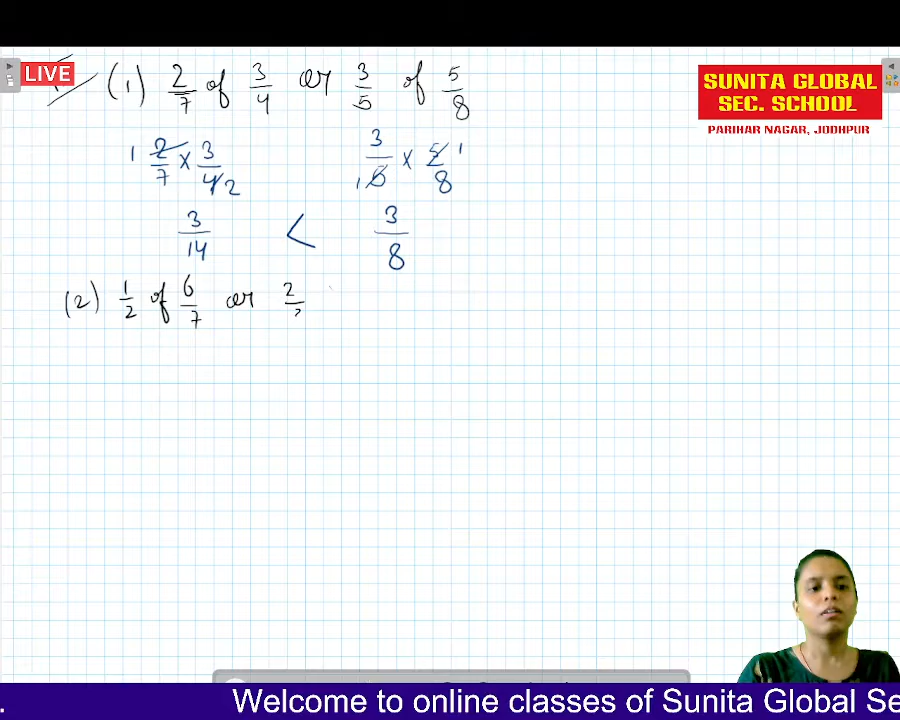 LIVE
SUNITA GLOBAL
SEC. SCHOOL
PARIHAR NAGAR, JODHPUR
(1) 2/7 of 3/4 or 3/5 of 5/8
1 2/7 × 3/4 2 3/1 5 × 5/8 1
3/14 < 3/8
(2) 1/2 of 6/7 or 2/
. Welcome to online classes of Sunita Global Se